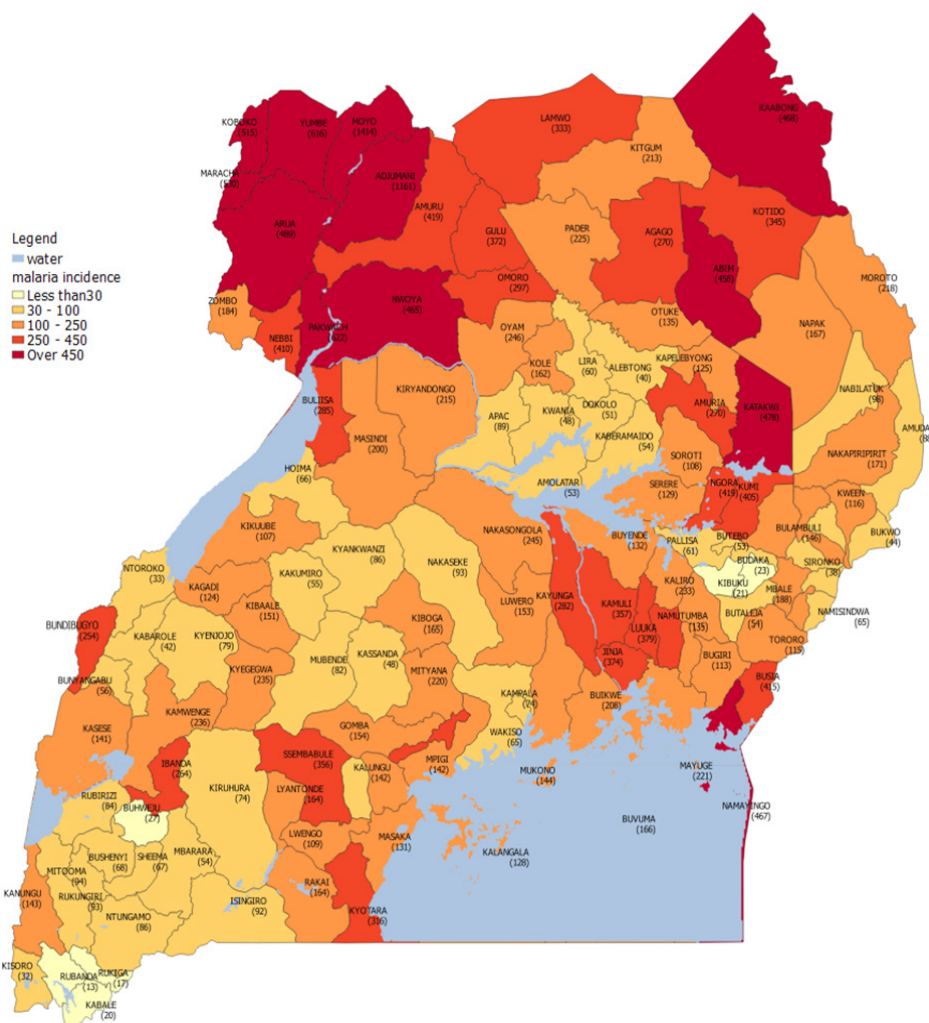 KAABONG
(468)
KOBOKO
(515)
YUMBE
(616)
MOYO
(1414)
LAMWO
(333)
KITGUM
(213)
MARACHA
ADJUMANI
(1161)
AMURU
(419)
KOTIDO
(345)
ARUA
(489)
GULU
(372)
PADER
(225)
AGAGO
(270)
Legend
water
malaria incidence
Less than30
30 - 100
100 - 250
250 - 450
Over 450
ABIM
(458)
MOROTO
(218)
OMORO
(297)
ZOMBO
(184)
NWOYA
(465)
OTUKE
(135)
NAPAK
(167)
NEBBI
(410)
PAKWACH
OYAM
(246)
KOLE
(162)
LIRA
(60)
ALEBTONG
(40)
KAPELEBYONG
(125)
KIRYANDONGO
(215)
NABILATUK
(98)
BULIISA
(285)
APAC
(89)
KWANIA
(48)
DOKOLO
(51)
AMURIA
(270)
KATAKWI
(478)
AMUDA
(88
MASINDI
(200)
KABERAMAIDO
(54)
SOROTI
(108)
NAKAPIRIPIRIT
(171)
HOIMA
(66)
AMOLATAR
(53)
SERERE
(129)
NGORA
(419)
KUMI
(405)
KWEEN
(116)
KIKUUBE
(107)
NAKASONGOLA
(245)
BUYENDE
(132)
PALLISA
(61)
BUTEBO
(53)
BULAMBULI
(146)
BUKWO
(44)
NTOROKO
(33)
KYANKWANZI
(86)
NAKASEKE
(93)
BUDAKA
(23)
SIRONKO
(38)
KAGADI
(124)
KAKUMIRO
(55)
KIBUKU
(21)
KIBAALE
(151)
LUWERO
(153)
KAYUNGA
(282)
KAMULI
(357)
KALIRO
(233)
MBALE
(188)
BUNDIBUGYO
(254)
KABAROLE
(42)
KYENJOJO
(79)
KIBOGA
(165)
LUUKA
(379)
NAMUTUMBA
(135)
BUTALEJA
(54)
NAMISINDWA
(65)
BUNYANGABU
(56)
KYEGEGWA
(235)
MUBENDE
(82)
KASSANDA
(48)
MITYANA
(220)
JINJA
(374)
BUGIRI
(113)
TORORO
(115)
BUSIA
(415)
KASESE
(141)
KAMWENGE
(236)
KAMPALA
(74)
BUIKWE
(208)
GOMBA
(154)
WAKISO
(65)
IBANDA
(264)
SSEMBABULE
(356)
KALUNGU
(142)
MPIGI
(142)
MUKONO
(144)
MAYUGE
(221)
RUBIRIZI
(84)
BUHWEJU
(27)
KIRUHURA
(74)
LYANTONDE
(164)
NAMAYINGO
(467)
BUVUMA
(166)
LWENGO
(109)
MASAKA
(131)
KALANGALA
(128)
BUSHENYI
(68)
SHEEMA
(67)
MBARARA
(54)
MITOOMA
(94)
KANUNGU
(143)
RUKUNGIRI
(93)
ISINGIRO
(92)
RAKAI
(164)
KYOTARA
(316)
NTUNGAMO
(86)
KISORO
(32)
RUBANDA
(13)
RUKIGA
(17)
KABALE
(20)